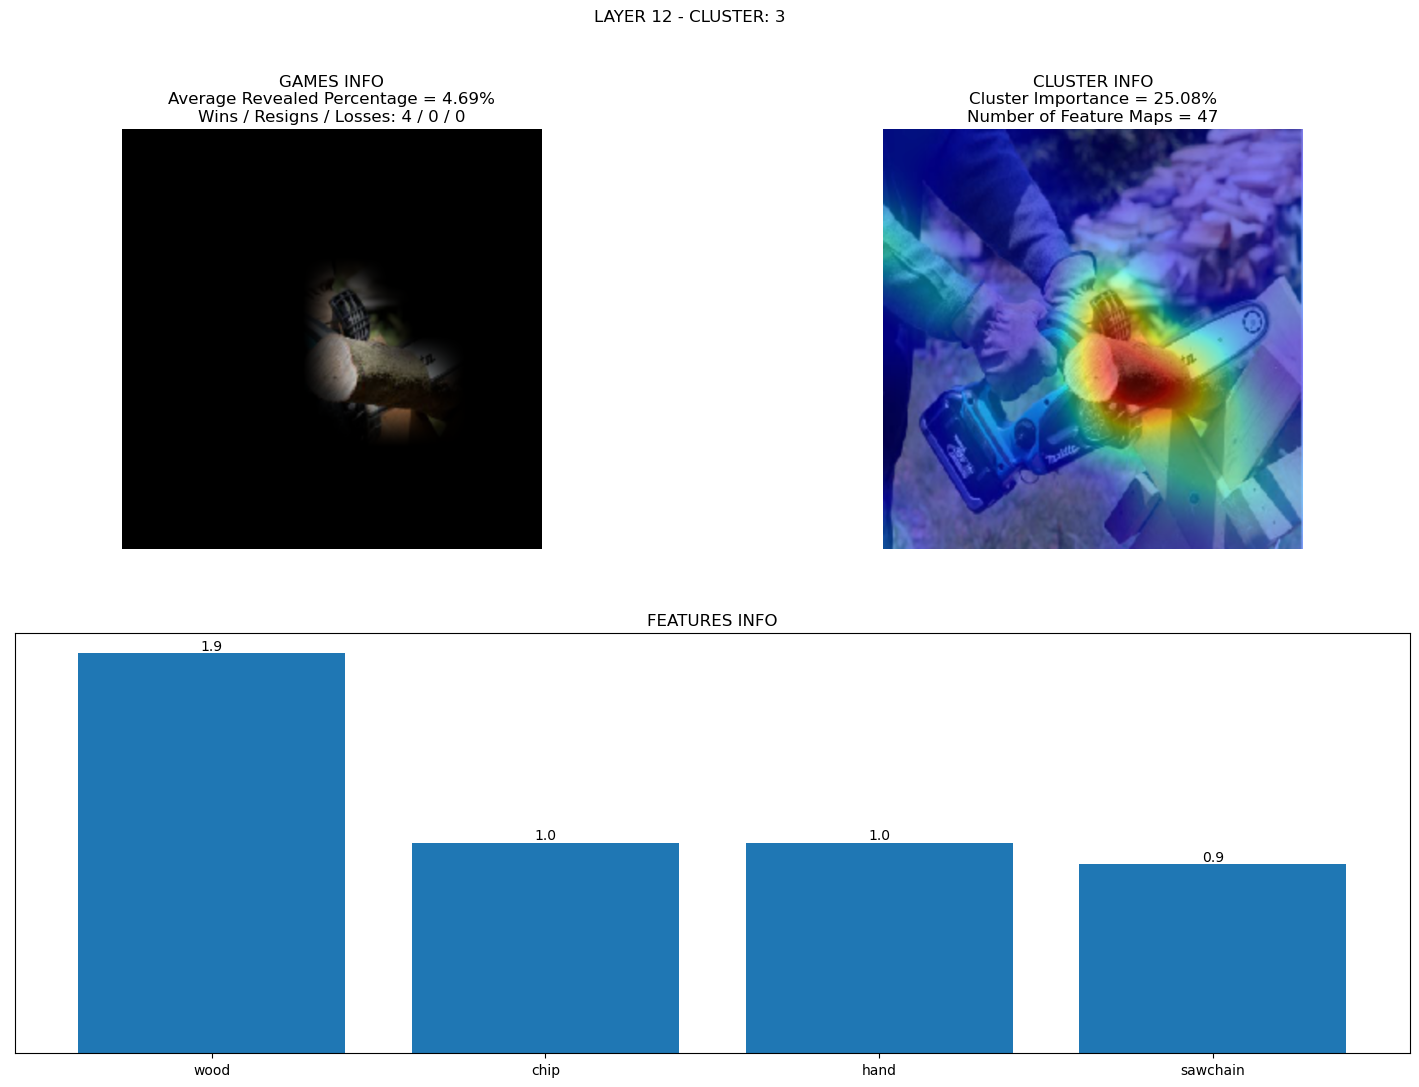 LAYER 12 - CLUSTER: 3
GAMES INFO
Average Revealed Percentage = 4.69%
Wins / Resigns / Losses: 4 / 0 / 0
CLUSTER INFO
Cluster Importance = 25.08%
Number of Feature Maps = 47
makita
FEATURES INFO
1.9
1.0
1.0
0.9
wood
chip
hand
sawchain